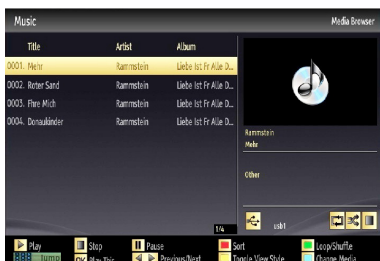 Music Media Browser
Title Artist Album
0001. Mehr Rammstein Liebe Ist Fr Alle D...
0002. Roter Sand Rammstein Liebe Ist Fr Alle D...
0003. Fhre Mich Rammstein Liebe Ist Fr Alle D...
0004. Donaukinder Rammstein Liebe Ist Fr Alle D...
Rammstein
Mehr
Other
1/4 usb1
Play Stop Pause Sort Loop/Shuffle
Jump OK Play This Previous/Next Toggle View Style Change Media